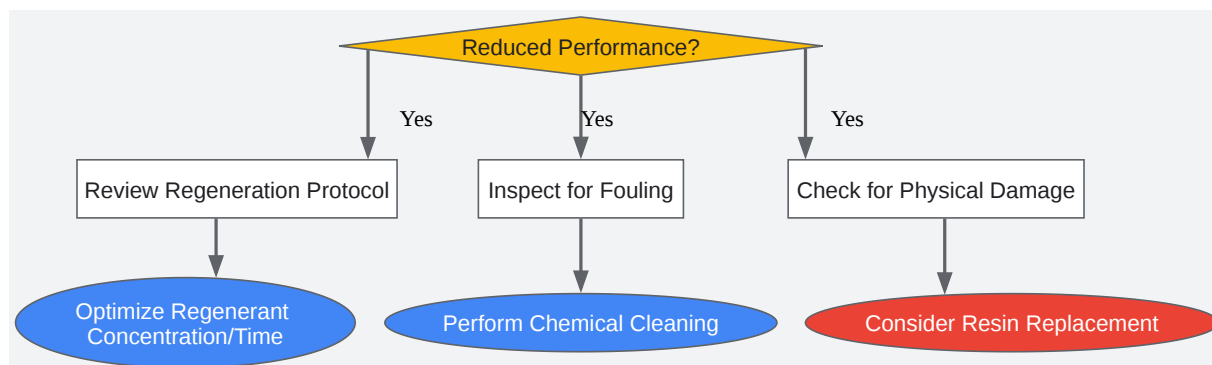 Reduced Performance?
Yes
Yes
Yes
Review Regeneration Protocol
Inspect for Fouling
Check for Physical Damage
Optimize Regenerant
Concentration/Time
Perform Chemical Cleaning
Consider Resin Replacement